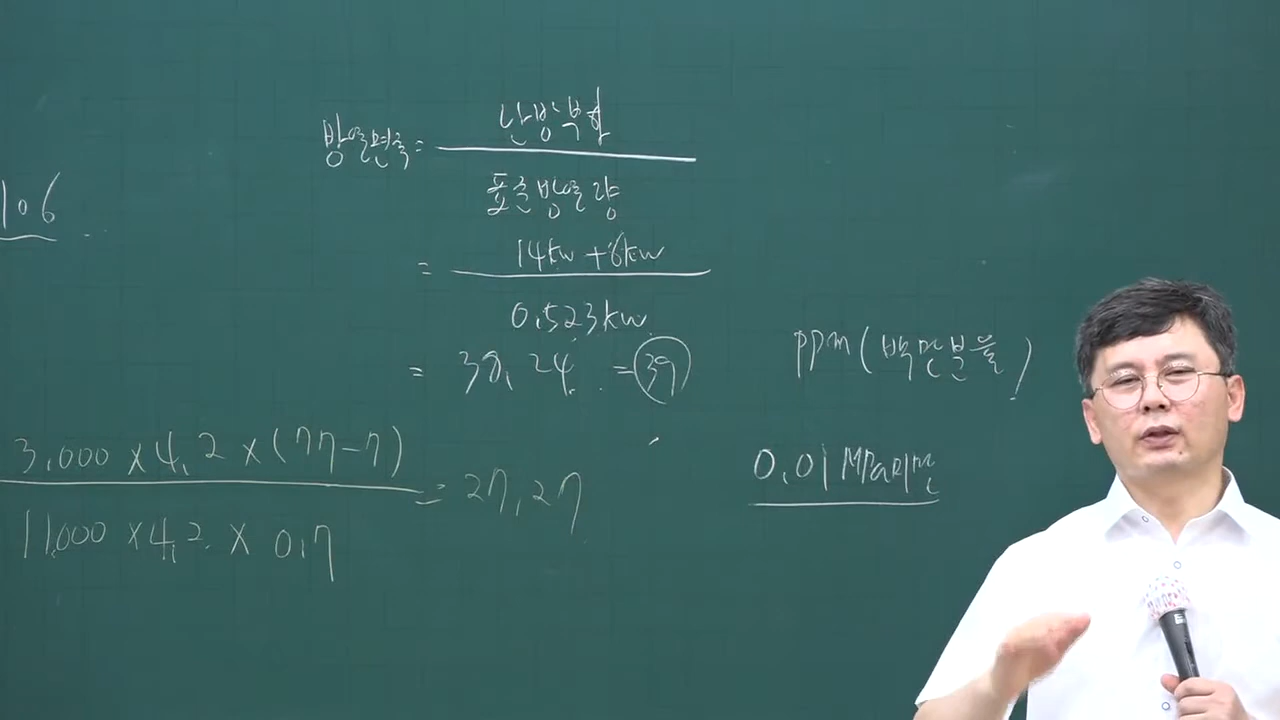 106
방열면적 = 난방부하 / 표준방열량
= 14kw + 6kw / 0.523kw
= 38.24 = 39
ppm (백만분율)
0.01MPa미만
3,000 × 4.2 × (77-7) / 11,000 × 4.2 × 0.7 = 27.27